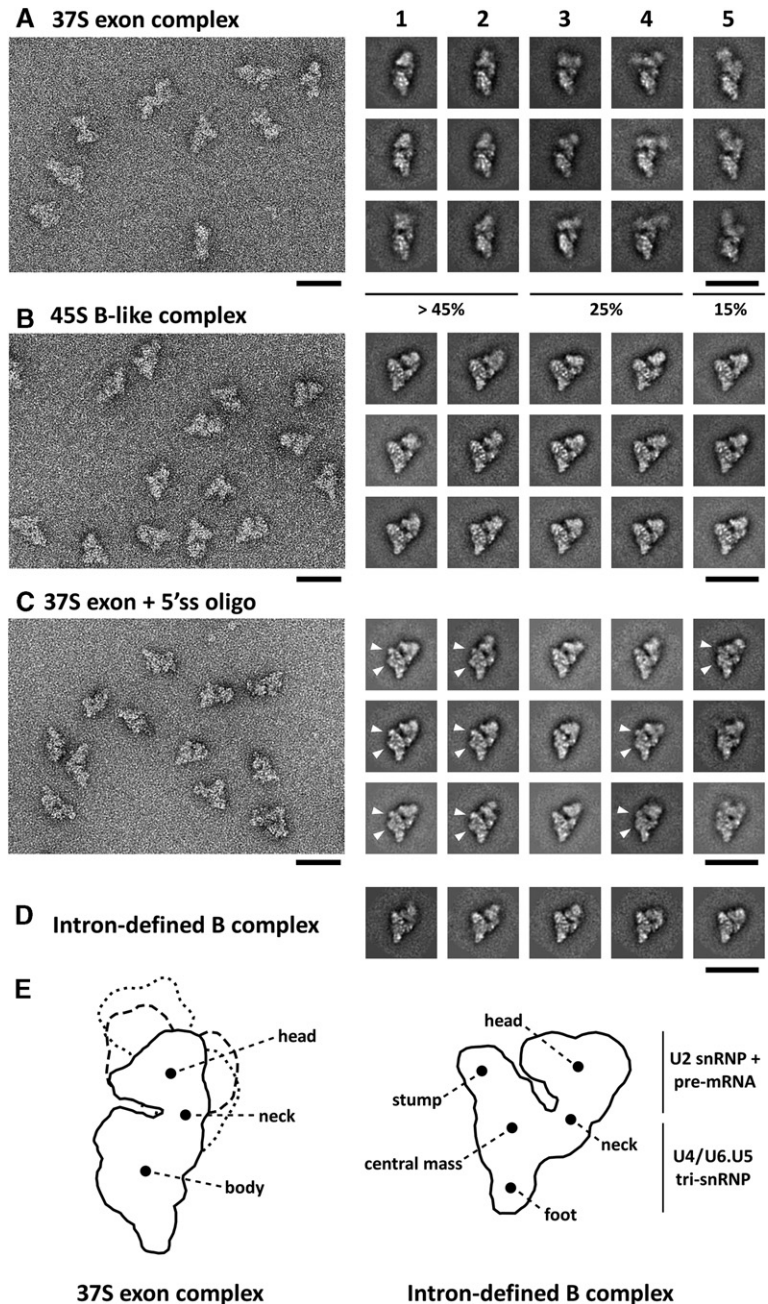 A 37S exon complex
1 2 3 4 5
> 45% 25% 15%
B 45S B-like complex
C 37S exon + 5'ss oligo
D Intron-defined B complex
E
head
neck
body
37S exon complex
head
stump
central mass
neck
foot
U2 snRNP +
pre-mRNA
U4/U6.U5
tri-snRNP
Intron-defined B complex